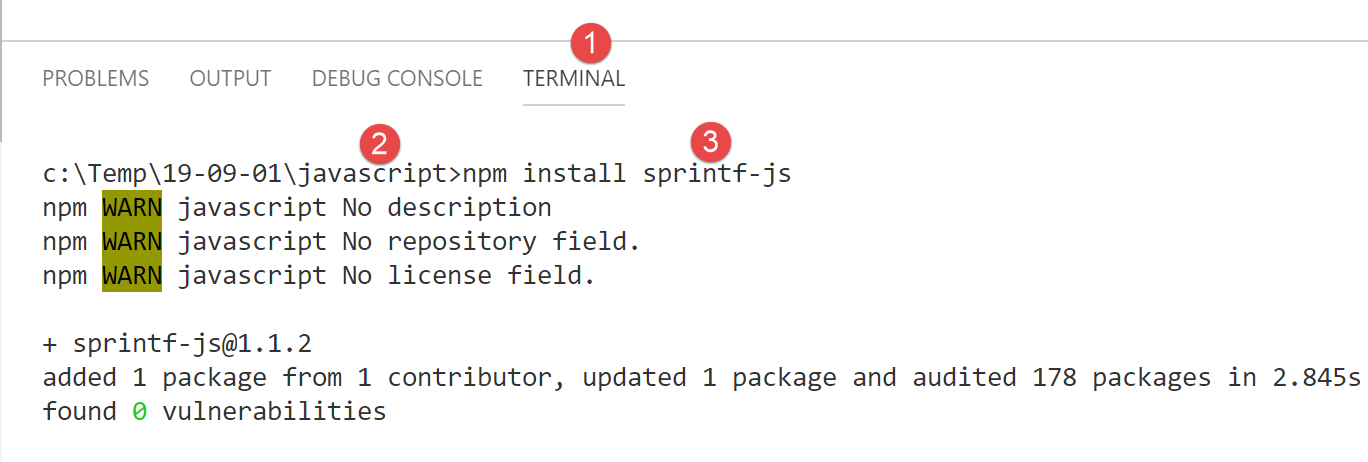 1
PROBLEMS OUTPUT DEBUG CONSOLE TERMINAL
2 3
c:\Temp\19-09-01\javascript>npm install sprintf-js
npm WARN javascript No description
npm WARN javascript No repository field.
npm WARN javascript No license field.
+ sprintf-js@1.1.2
added 1 package from 1 contributor, updated 1 package and audited 178 packages in 2.845s
found 0 vulnerabilities